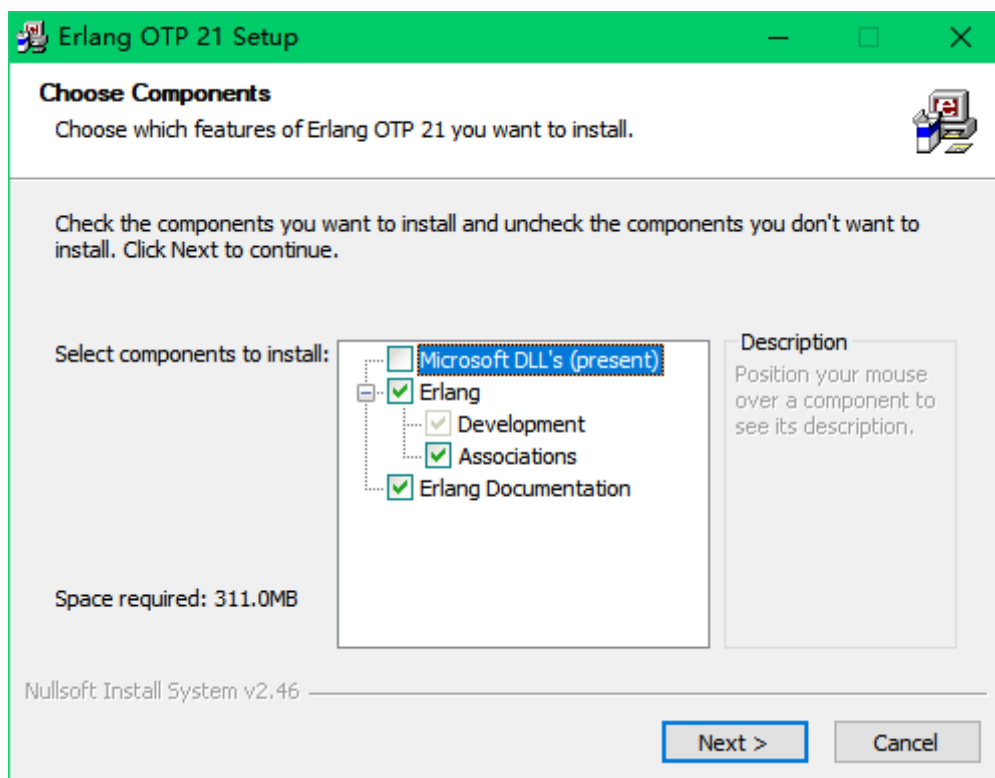 Erlang OTP 21 Setup
Choose Components
Choose which features of Erlang OTP 21 you want to install.
Check the components you want to install and uncheck the components you don't want to
install. Click Next to continue.
Select components to install:
Microsoft DLL's (present)
Erlang
Development
Associations
Erlang Documentation
Description
Position your mouse
over a component to
see its description.
Space required: 311.0MB
Nullsoft Install System v2.46
Next >
Cancel